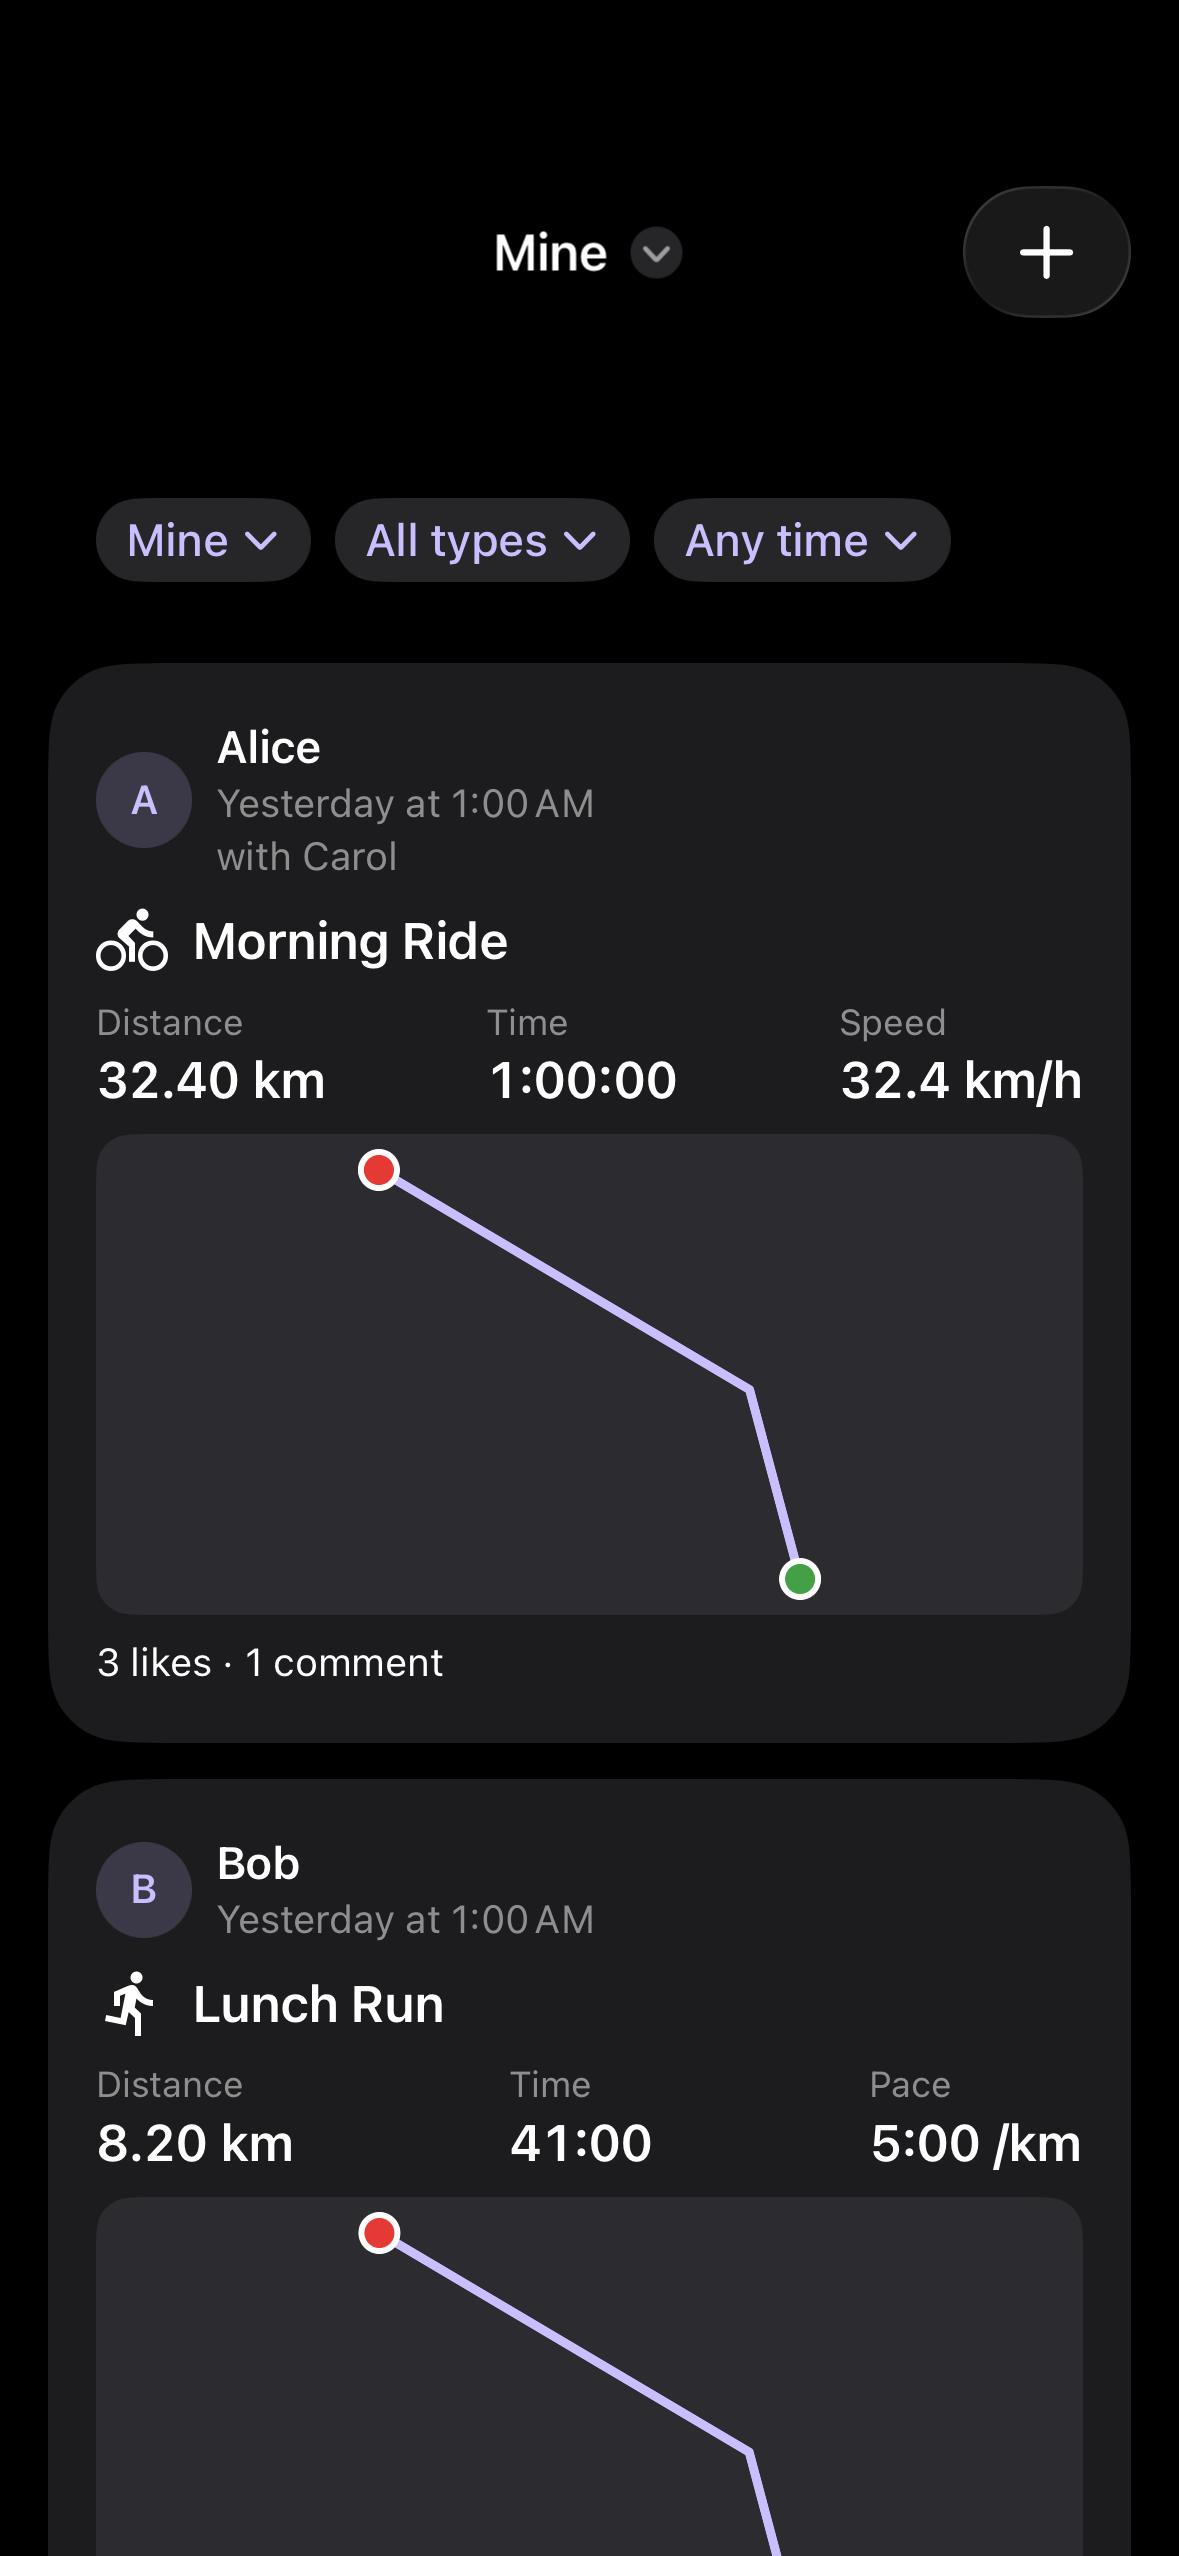 Mine
Mine
All types
Any time
A
Alice
Yesterday at 1:00 AM
with Carol
Morning Ride
Distance
Time
Speed
32.40 km
1:00:00
32.4 km/h
3 likes · 1 comment
B
Bob
Yesterday at 1:00 AM
Lunch Run
Distance
Time
Pace
8.20 km
41:00
5:00 /km